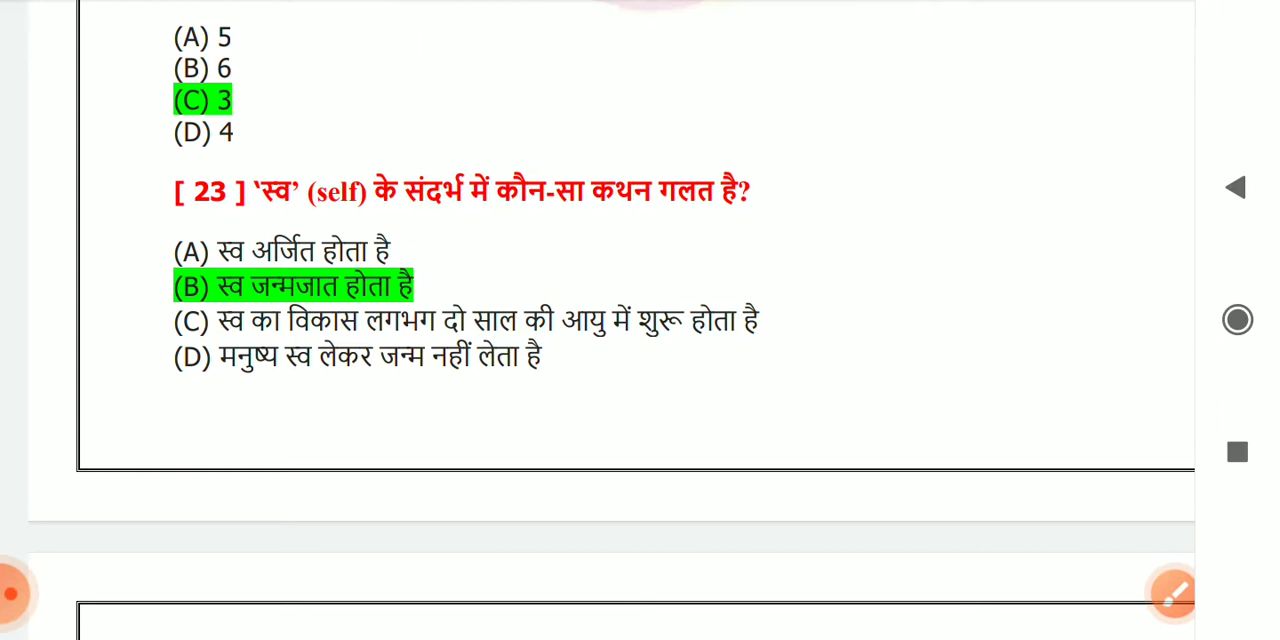 (A) 5
(B) 6
(C) 3
(D) 4
[ 23 ] ‛स्व’ (self) के संदर्भ में कौन-सा कथन गलत है?
(A) स्व अर्जित होता है
(B) स्व जन्मजात होता है
(C) स्व का विकास लगभग दो साल की आयु में शुरू होता है
(D) मनुष्य स्व लेकर जन्म नहीं लेता है